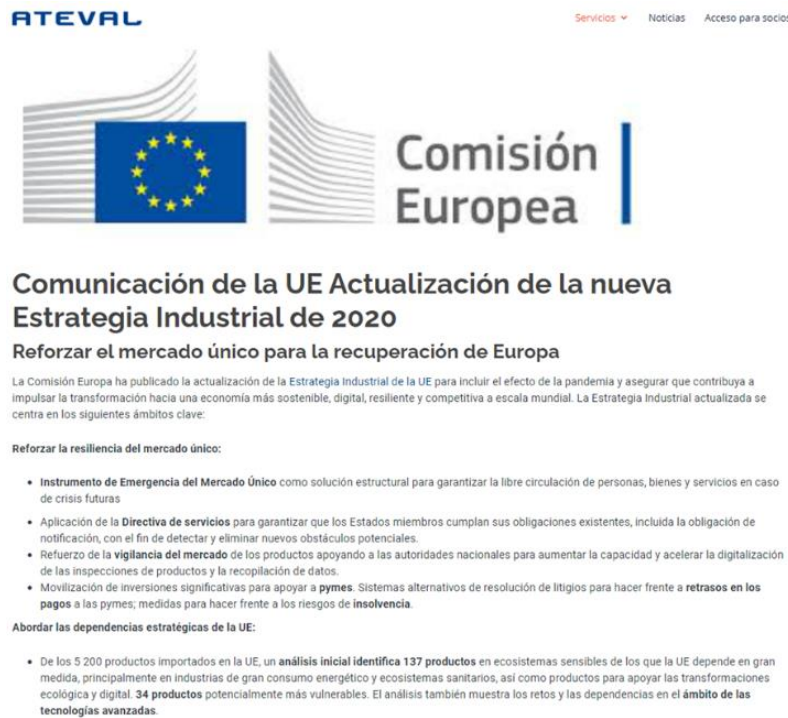 ATEVAL
Servicios Noticias Acceso para socios
Comisión
Europea
Comunicación de la UE Actualización de la nueva
Estrategia Industrial de 2020
Reforzar el mercado único para la recuperación de Europa
La Comisión Europa ha publicado la actualización de la Estrategia Industrial de la UE para incluir el efecto de la pandemia y asegurar que contribuya a
impulsar la transformación hacia una economía más sostenible, digital, resiliente y competitiva a escala mundial. La Estrategia Industrial actualizada se
centra en los siguientes ámbitos clave:
Reforzar la resiliencia del mercado único:
• Instrumento de Emergencia del Mercado Único como solución estructural para garantizar la libre circulación de personas, bienes y servicios en caso
de crisis futuras
• Aplicación de la Directiva de servicios para garantizar que los Estados miembros cumplan sus obligaciones existentes, incluida la obligación de
notificación, con el fin de detectar y eliminar nuevos obstáculos potenciales.
• Refuerzo de la vigilancia del mercado de los productos apoyando a las autoridades nacionales para aumentar la capacidad y acelerar la digitalización
de las inspecciones de productos y la recopilación de datos.
• Movilización de inversiones significativas para apoyar a pymes. Sistemas alternativos de resolución de litigios para hacer frente a retrasos en los
pagos a las pymes; medidas para hacer frente a los riesgos de insolvencia.
Abordar las dependencias estratégicas de la UE:
• De los 5 200 productos importados en la UE, un análisis inicial identifica 137 productos en ecosistemas sensibles de los que la UE depende en gran
medida, principalmente en industrias de gran consumo energético y ecosistemas sanitarios, así como productos para apoyar las transformaciones
ecológica y digital. 34 productos potencialmente más vulnerables. El análisis también muestra los retos y las dependencias en el ámbito de las
tecnologías avanzadas.